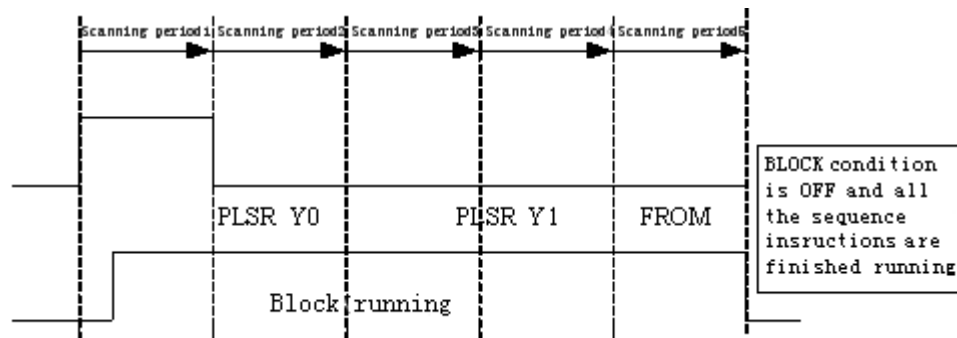 Scanning period1 Scanning period2 Scanning period3 Scanning period4 Scanning period5
BLOCK condition
is OFF and all
the sequence
insructions are
finished running
PLSR Y0 PLSR Y1 FROM
Block running